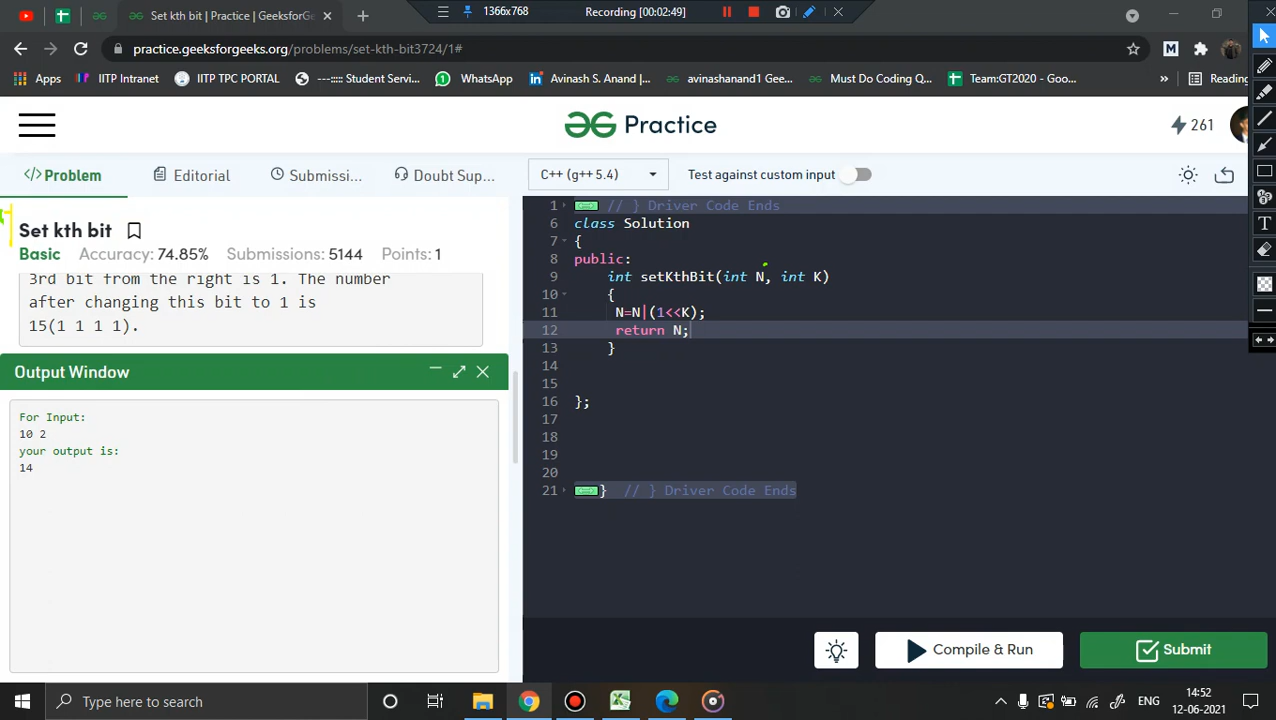 Set kth bit | Practice | GeeksforGe
1366x768
Recording [00:02:49]
practice.geeksforgeeks.org/problems/set-kth-bit3724/1#
Apps
IITP Intranet
IITP TPC PORTAL
---::::: Student Servi...
WhatsApp
Avinash S. Anand |...
avinashanand1 Gee...
Must Do Coding Q...
Team:GT2020 - Goo...
»
Reading
Practice
261
</> Problem
Editorial
Submissi...
Doubt Sup...
C++ (g++ 5.4)
Test against custom input
Set kth bit
Basic Accuracy: 74.85% Submissions: 5144 Points: 1
3rd bit from the right is 1. The number
after changing this bit to 1 is
15(1 1 1 1).
Output Window
For Input:
10 2
your output is:
14
1 // } Driver Code Ends
6 class Solution
7 {
8 public:
9 int setKthBit(int N, int K)
10 {
11 N=N|(1<<K);
12 return N;
13 }
14
15
16 };
17
18
19
20
21 } // } Driver Code Ends
Compile & Run
Submit
Type here to search
ENG
14:52
12-06-2021